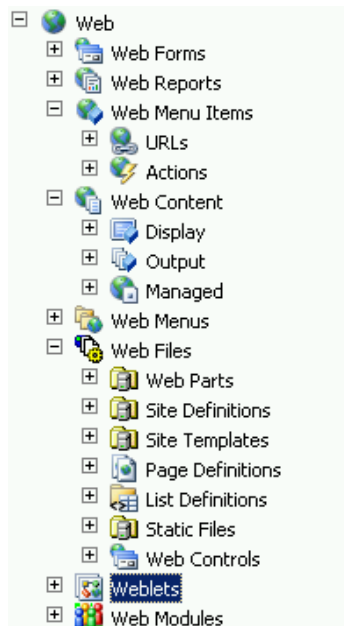 Web
Web Forms
Web Reports
Web Menu Items
URLs
Actions
Web Content
Display
Output
Managed
Web Menus
Web Files
Web Parts
Site Definitions
Site Templates
Page Definitions
List Definitions
Static Files
Web Controls
Weblets
Web Modules